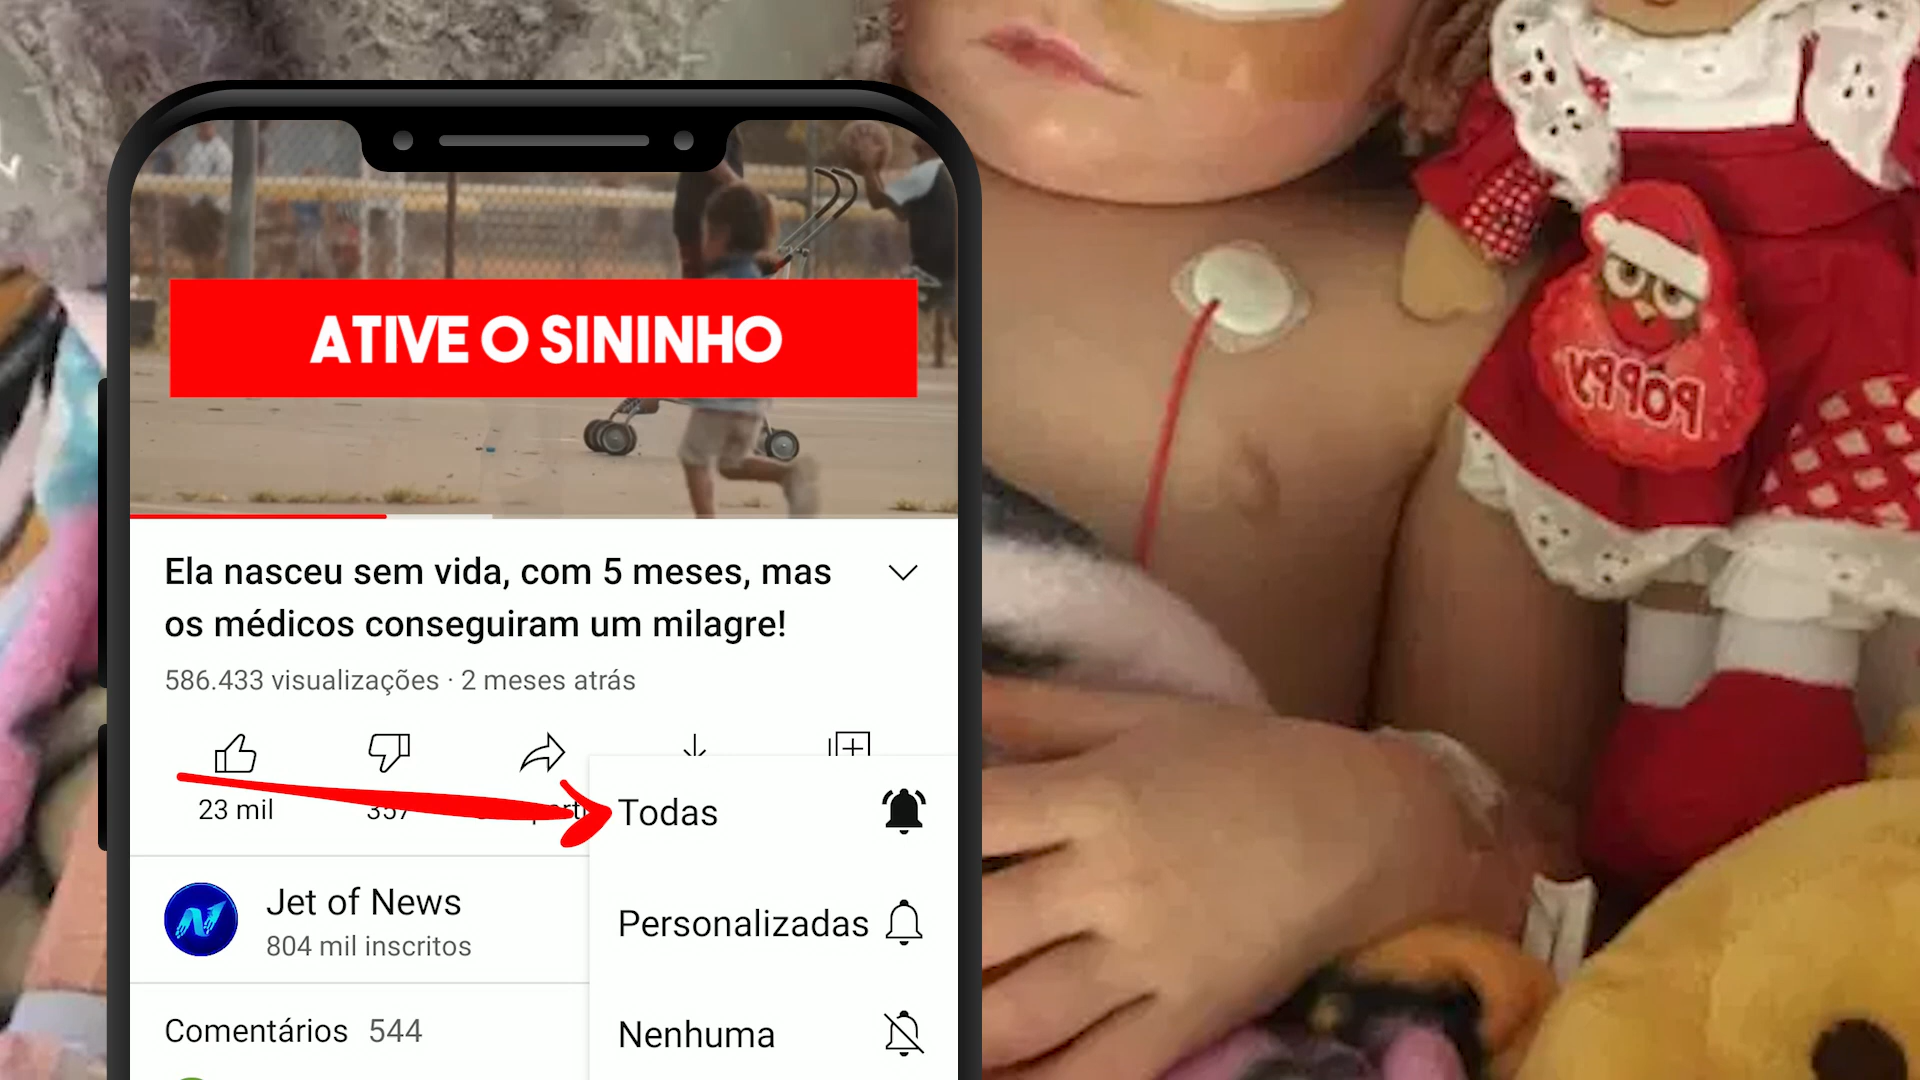 ATIVE O SININHO
Ela nasceu sem vida, com 5 meses, mas
os médicos conseguiram um milagre!
586.433 visualizações · 2 meses atrás
23 mil
357
Todas
Jet of News
804 mil inscritos
Personalizadas
Comentários 544
Nenhuma
POPPY